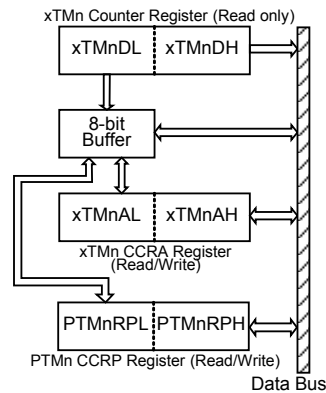 xTMn Counter Register (Read only)
xTMnDL xTMnDH
8-bit
Buffer
xTMnAL xTMnAH
xTMn CCRA Register
(Read/Write)
PTMnRPL PTMnRPH
PTMn CCRP Register (Read/Write)
Data Bus